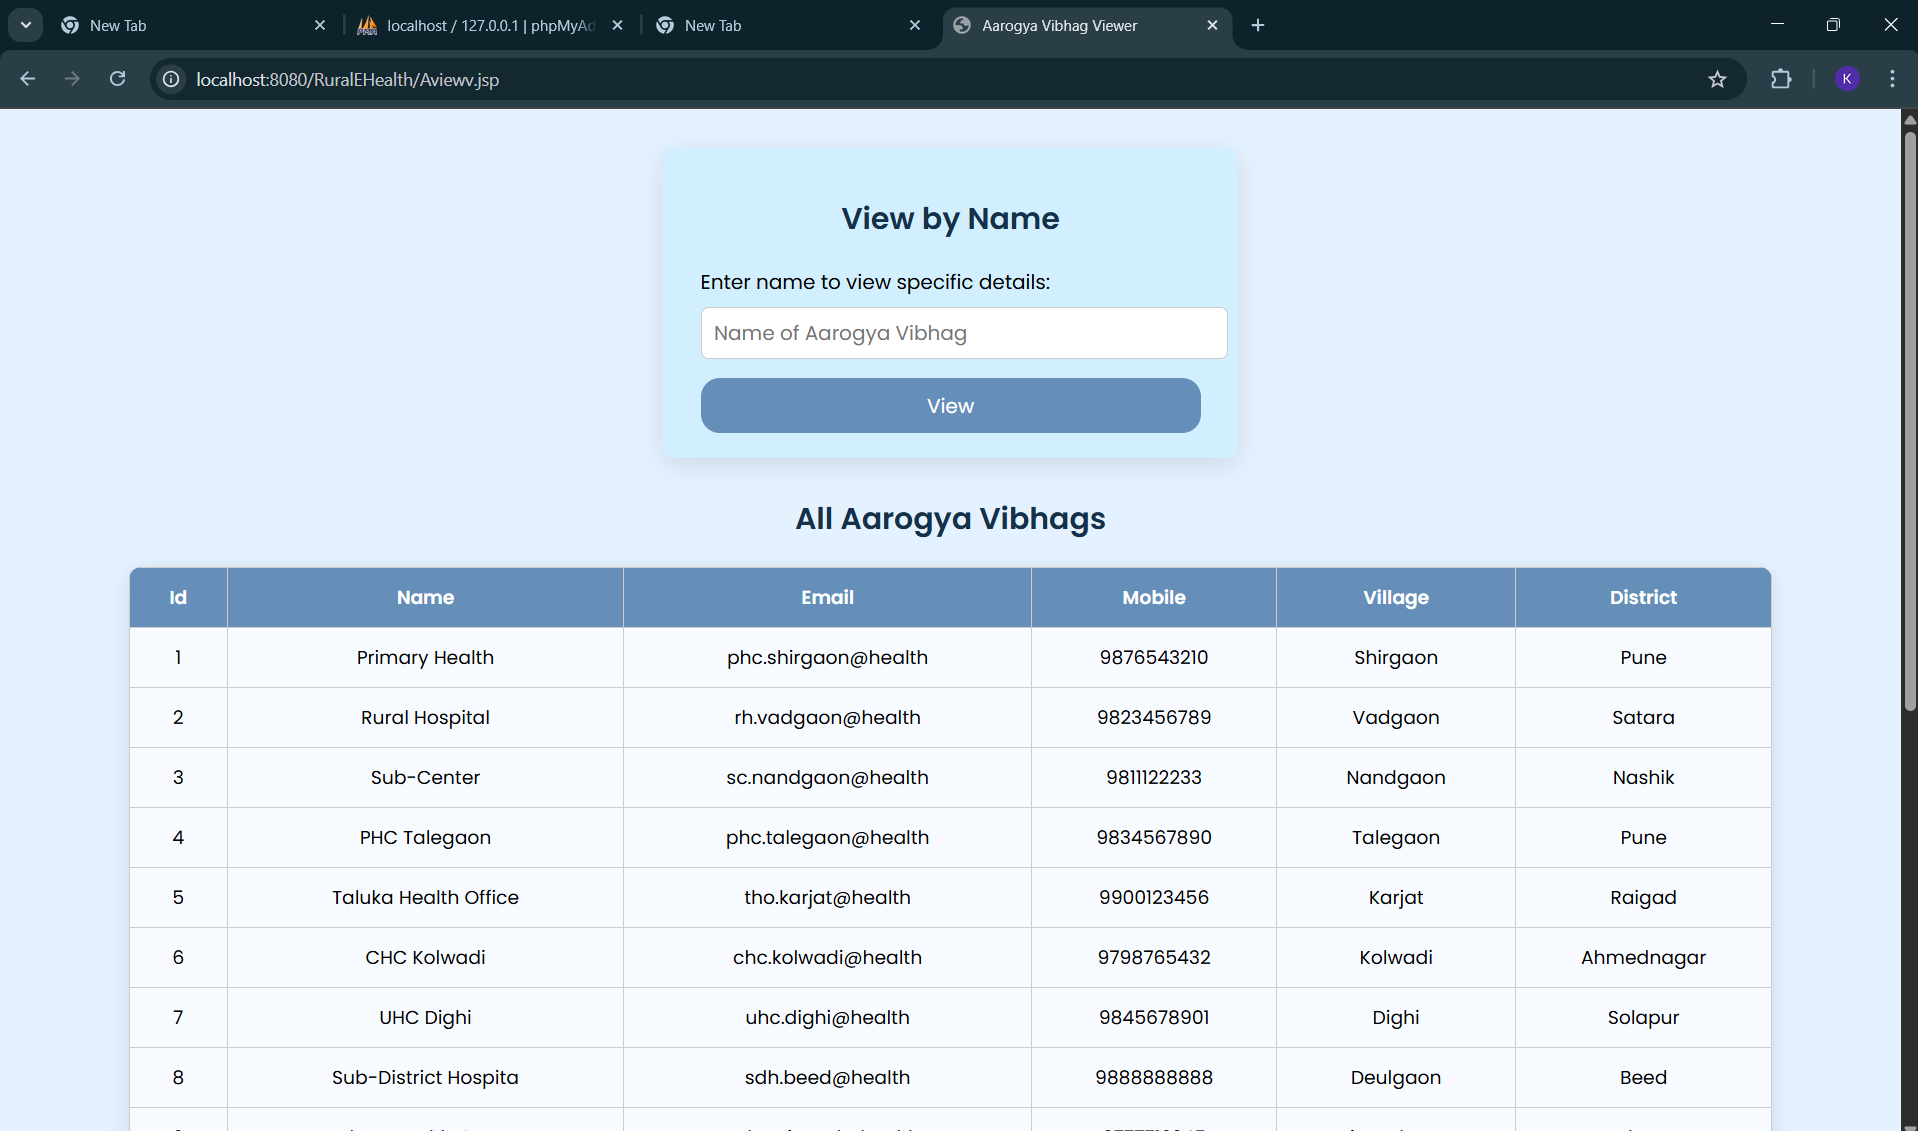 New Tab
localhost / 127.0.0.1 | phpMyAd
New Tab
Aarogya Vibhag Viewer
localhost:8080/RuralEHealth/Aviewv.jsp
K
View by Name
Enter name to view specific details:
Name of Aarogya Vibhag
View
All Aarogya Vibhags
Id Name Email Mobile Village District
1 Primary Health phc.shirgaon@health 9876543210 Shirgaon Pune
2 Rural Hospital rh.vadgaon@health 9823456789 Vadgaon Satara
3 Sub-Center sc.nandgaon@health 9811122233 Nandgaon Nashik
4 PHC Talegaon phc.talegaon@health 9834567890 Talegaon Pune
5 Taluka Health Office tho.karjat@health 9900123456 Karjat Raigad
6 CHC Kolwadi chc.kolwadi@health 9798765432 Kolwadi Ahmednagar
7 UHC Dighi uhc.dighi@health 9845678901 Dighi Solapur
8 Sub-District Hospita sdh.beed@health 9888888888 Deulgaon Beed